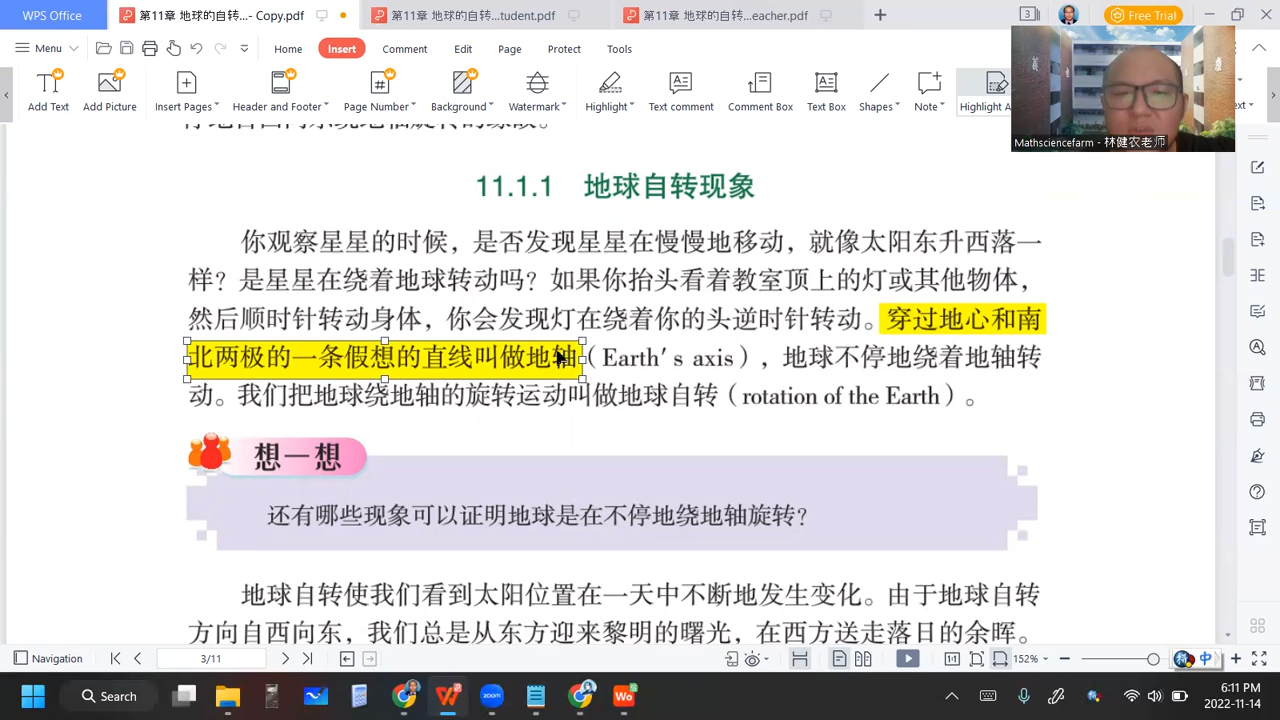 WPS Office
第11章 地球的自转...- Copy.pdf
第11章 地球的自转...tudent.pdf
第11章 地球的自转...eacher.pdf
3
Free Trial
Menu
Home
Insert
Comment
Edit
Page
Protect
Tools
Add Text
Add Picture
Insert Pages
Header and Footer
Page Number
Background
Watermark
Highlight
Text comment
Comment Box
Text Box
Shapes
Note
Highlight A
ext
Mathsciencefarm - 林健农老师
11.1.1 地球自转现象
你观察星星的时候，是否发现星星在慢慢地移动，就像太阳东升西落一
样？是星星在绕着地球转动吗？如果你抬头看着教室顶上的灯或其他物体，
然后顺时针转动身体，你会发现灯在绕着你的头逆时针转动。穿过地心和南
北两极的一条假想的直线叫做地轴（Earth's axis），地球不停地绕着地轴转
动。我们把地球绕地轴的旋转运动叫做地球自转（rotation of the Earth）。
想一想
还有哪些现象可以证明地球是在不停地绕地轴旋转？
地球自转使我们看到太阳位置在一天中不断地发生变化。由于地球自转
方向自西向东，我们总是从东方迎来黎明的曙光，在西方送走落日的余晖。
Navigation
3/11
152%
中
Search
zoom
Wo
6:11 PM
2022-11-14